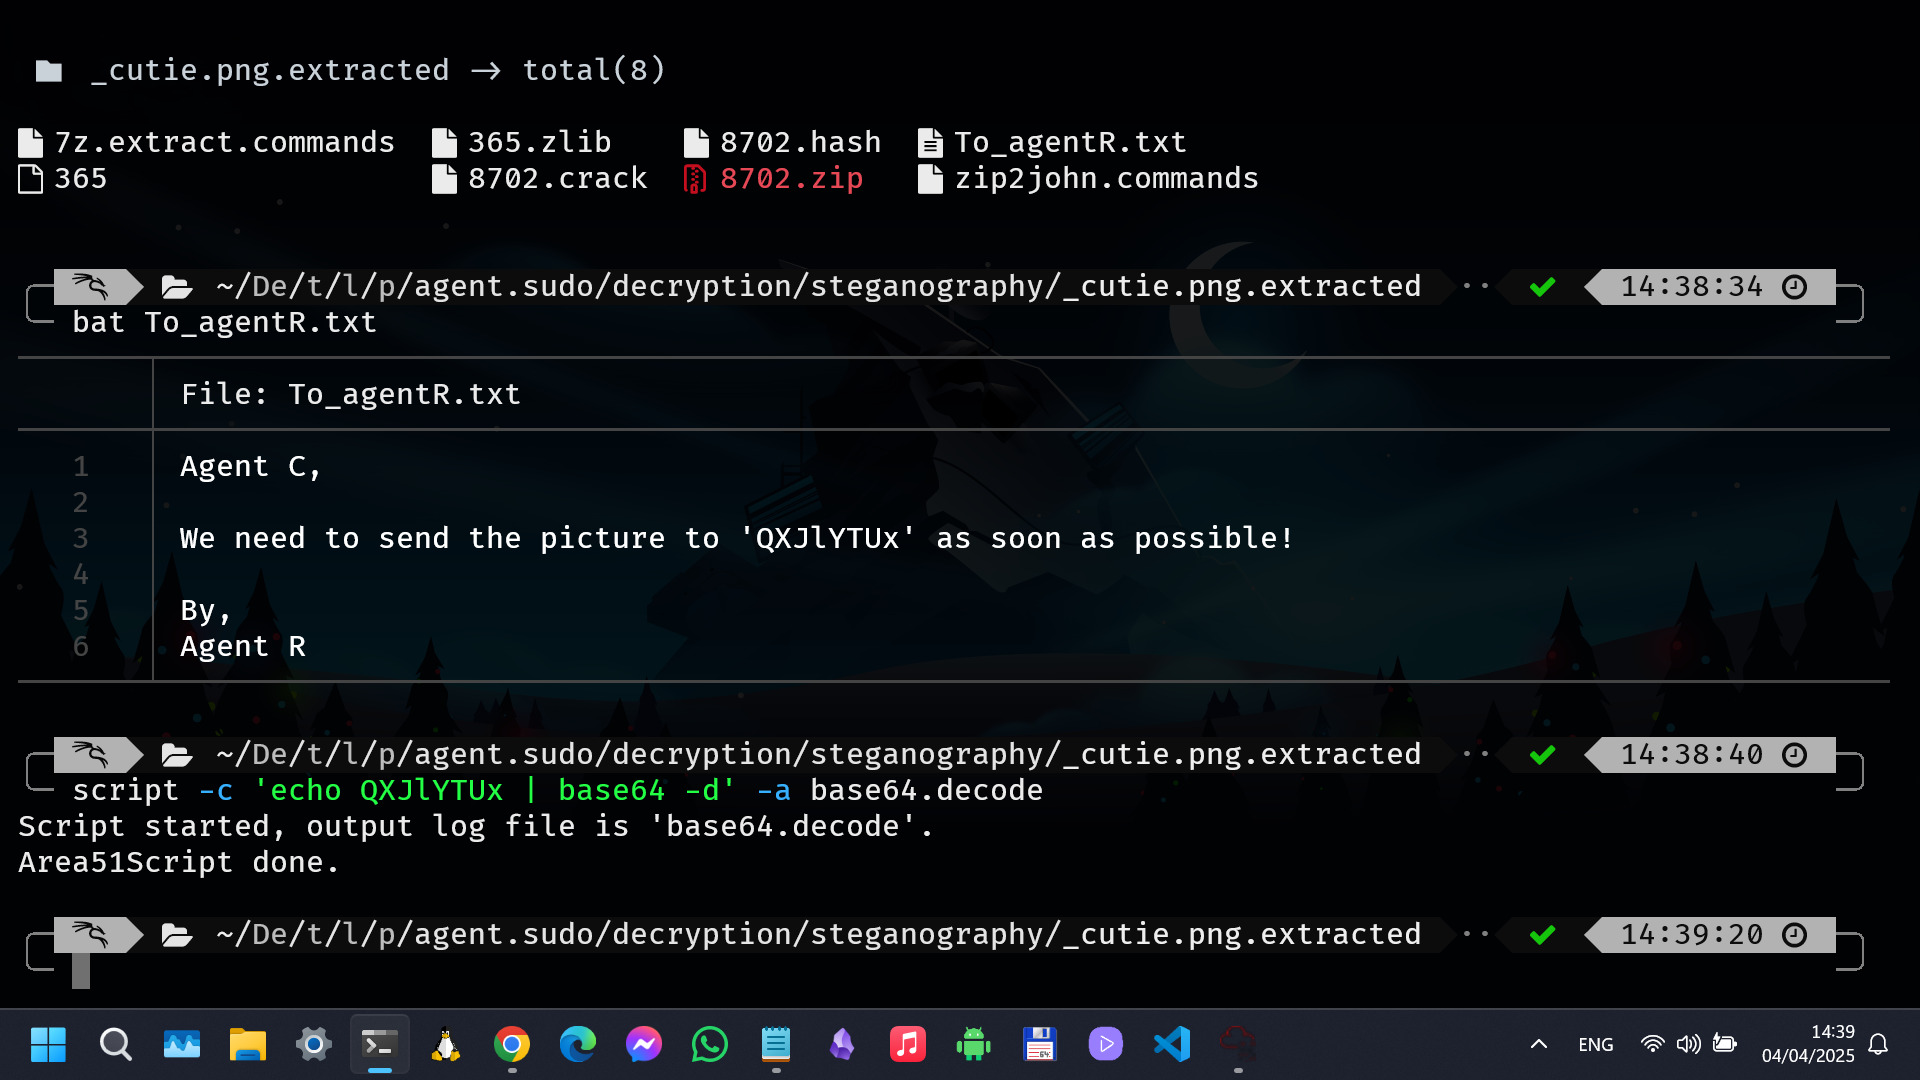 _cutie.png.extracted → total(8)
7z.extract.commands 365.zlib 8702.hash To_agentR.txt
365 8702.crack 8702.zip zip2john.commands
~/De/t/l/p/agent.sudo/decryption/steganography/_cutie.png.extracted ·· ✔ 14:38:34
bat To_agentR.txt
File: To_agentR.txt
1 Agent C,
2
3 We need to send the picture to 'QXJlYTUx' as soon as possible!
4
5 By,
6 Agent R
~/De/t/l/p/agent.sudo/decryption/steganography/_cutie.png.extracted ·· ✔ 14:38:40
script -c 'echo QXJlYTUx | base64 -d' -a base64.decode
Script started, output log file is 'base64.decode'.
Area51Script done.
~/De/t/l/p/agent.sudo/decryption/steganography/_cutie.png.extracted ·· ✔ 14:39:20
ENG 14:39
04/04/2025
64